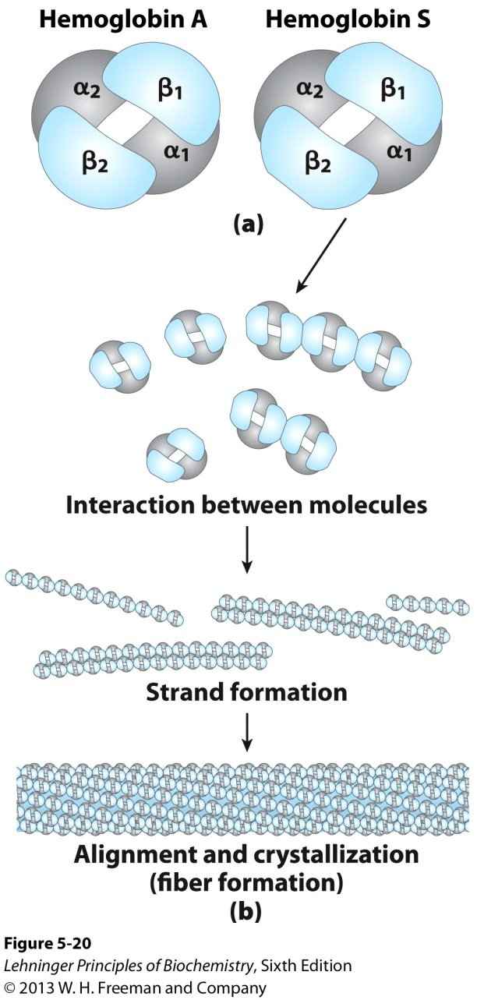 Hemoglobin A
Hemoglobin S
α2
β1
β2
α1
α2
β1
β2
α1
(a)
Interaction between molecules
Strand formation
Alignment and crystallization
(fiber formation)
(b)
Figure 5-20
Lehninger Principles of Biochemistry, Sixth Edition
© 2013 W. H. Freeman and Company